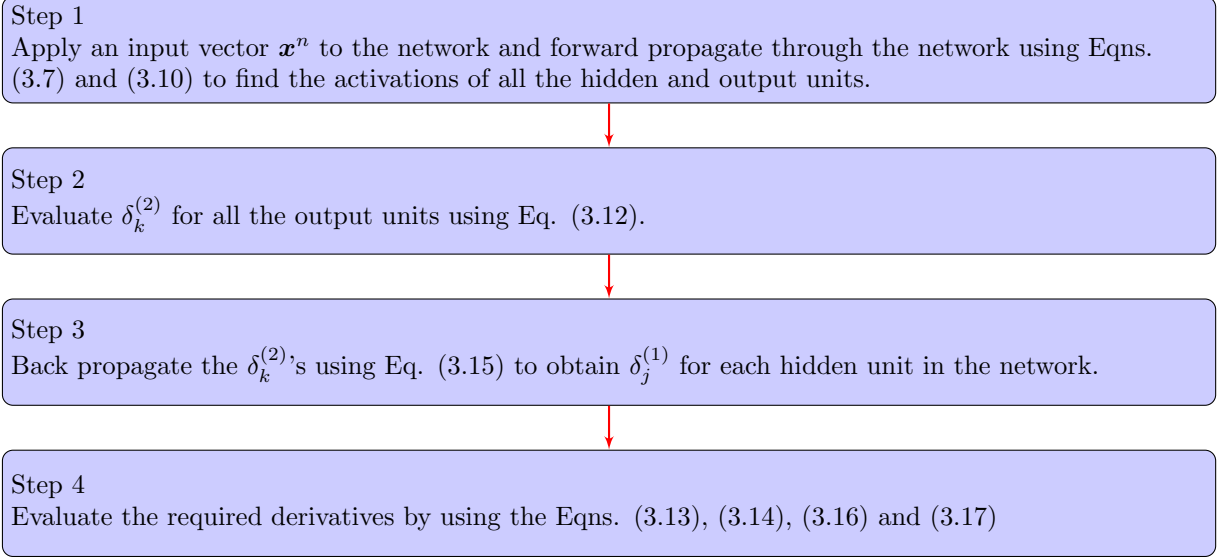 Step 1
Apply an input vector $\boldsymbol{x}^n$ to the network and forward propagate through the network using Eqns.
(3.7) and (3.10) to find the activations of all the hidden and output units.
Step 2
Evaluate $\delta_k^{(2)}$ for all the output units using Eq. (3.12).
Step 3
Back propagate the $\delta_k^{(2)}$'s using Eq. (3.15) to obtain $\delta_j^{(1)}$ for each hidden unit in the network.
Step 4
Evaluate the required derivatives by using the Eqns. (3.13), (3.14), (3.16) and (3.17)